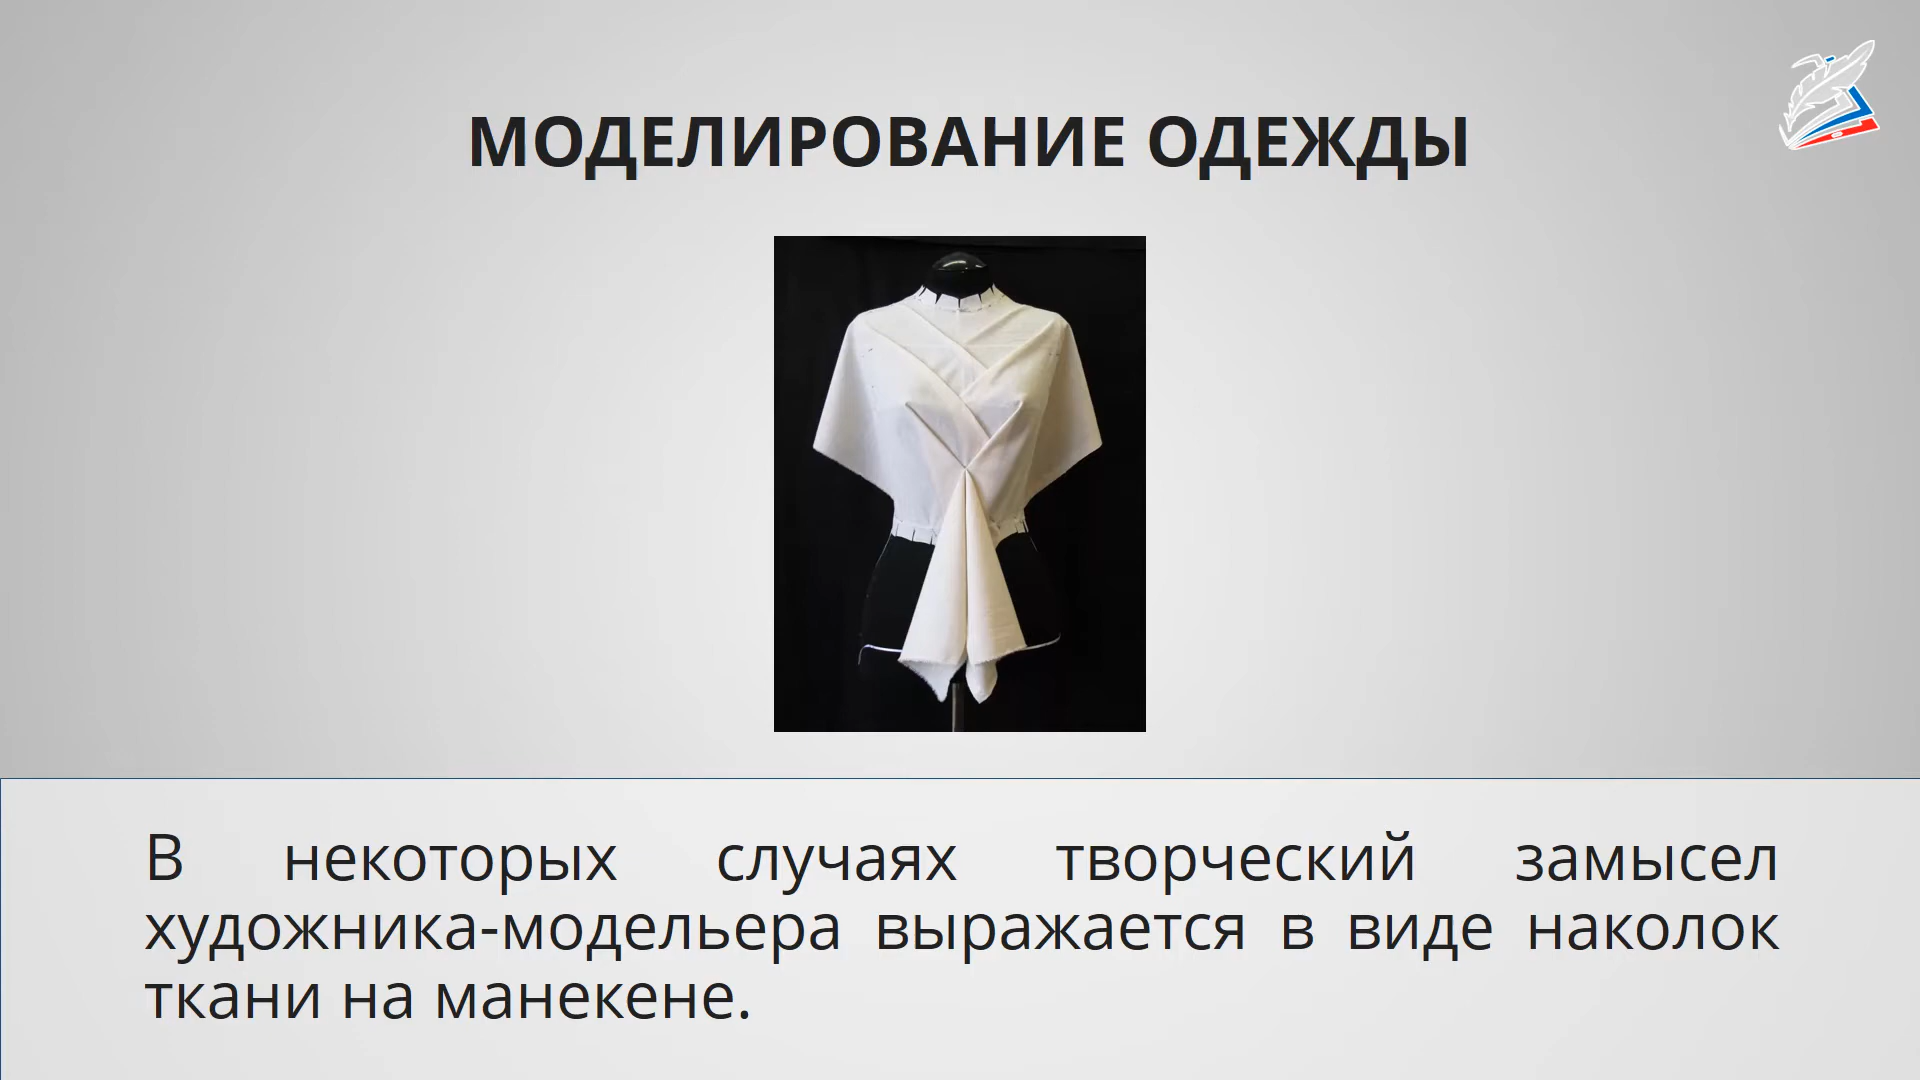 МОДЕЛИРОВАНИЕ ОДЕЖДЫ
В некоторых случаях творческий замысел
художника-модельера выражается в виде наколок
ткани на манекене.